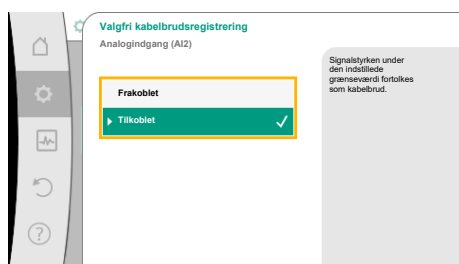 Valgfri kabelbrudsregistrering
Analogindgang (AI2)
Frakoblet
Tilkoblet
Signalstyrken under
den indstillede
grænseværdi fortolkes
som kabelbrud.
?